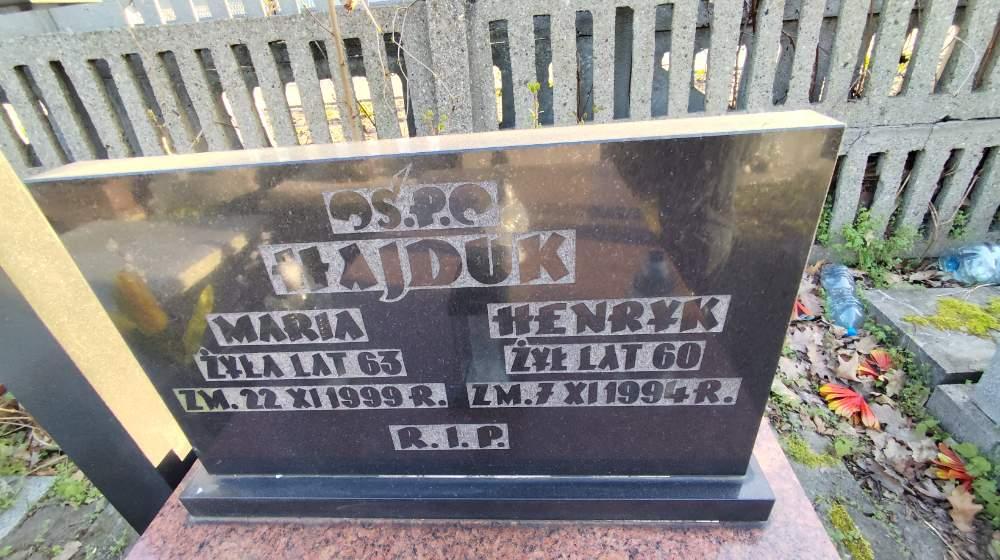 Ś.P.
HAJDUK
MARIA HENRYK
ŻYŁA LAT 63 ŻYŁ LAT 60
ZM. 22 XI 1999 R. ZM. 7 XI 1994 R.
R.I.P.